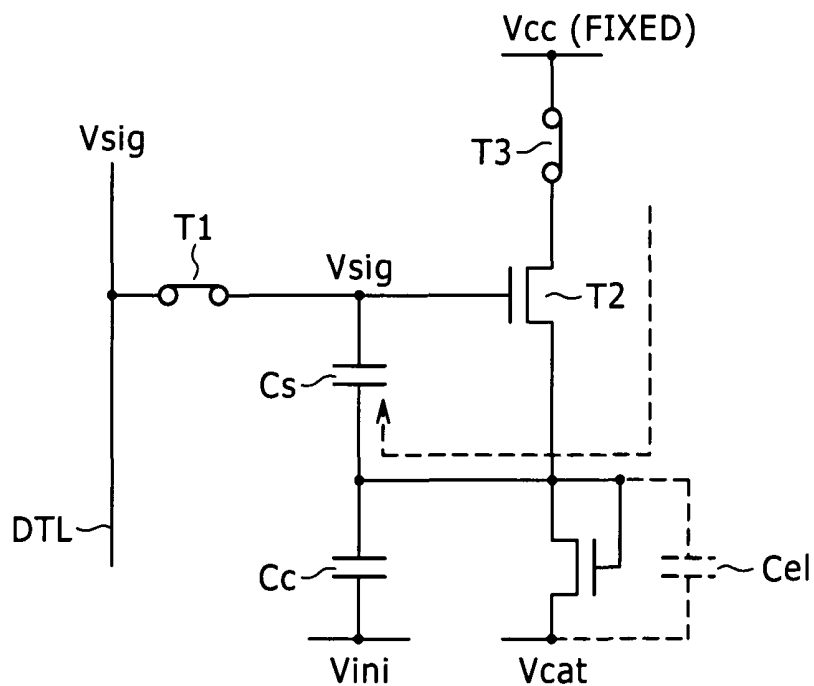 Vcc (FIXED)
Vsig
T3
T1
Vsig
T2
Cs
DTL
Cc
Cel
Vini
Vcat